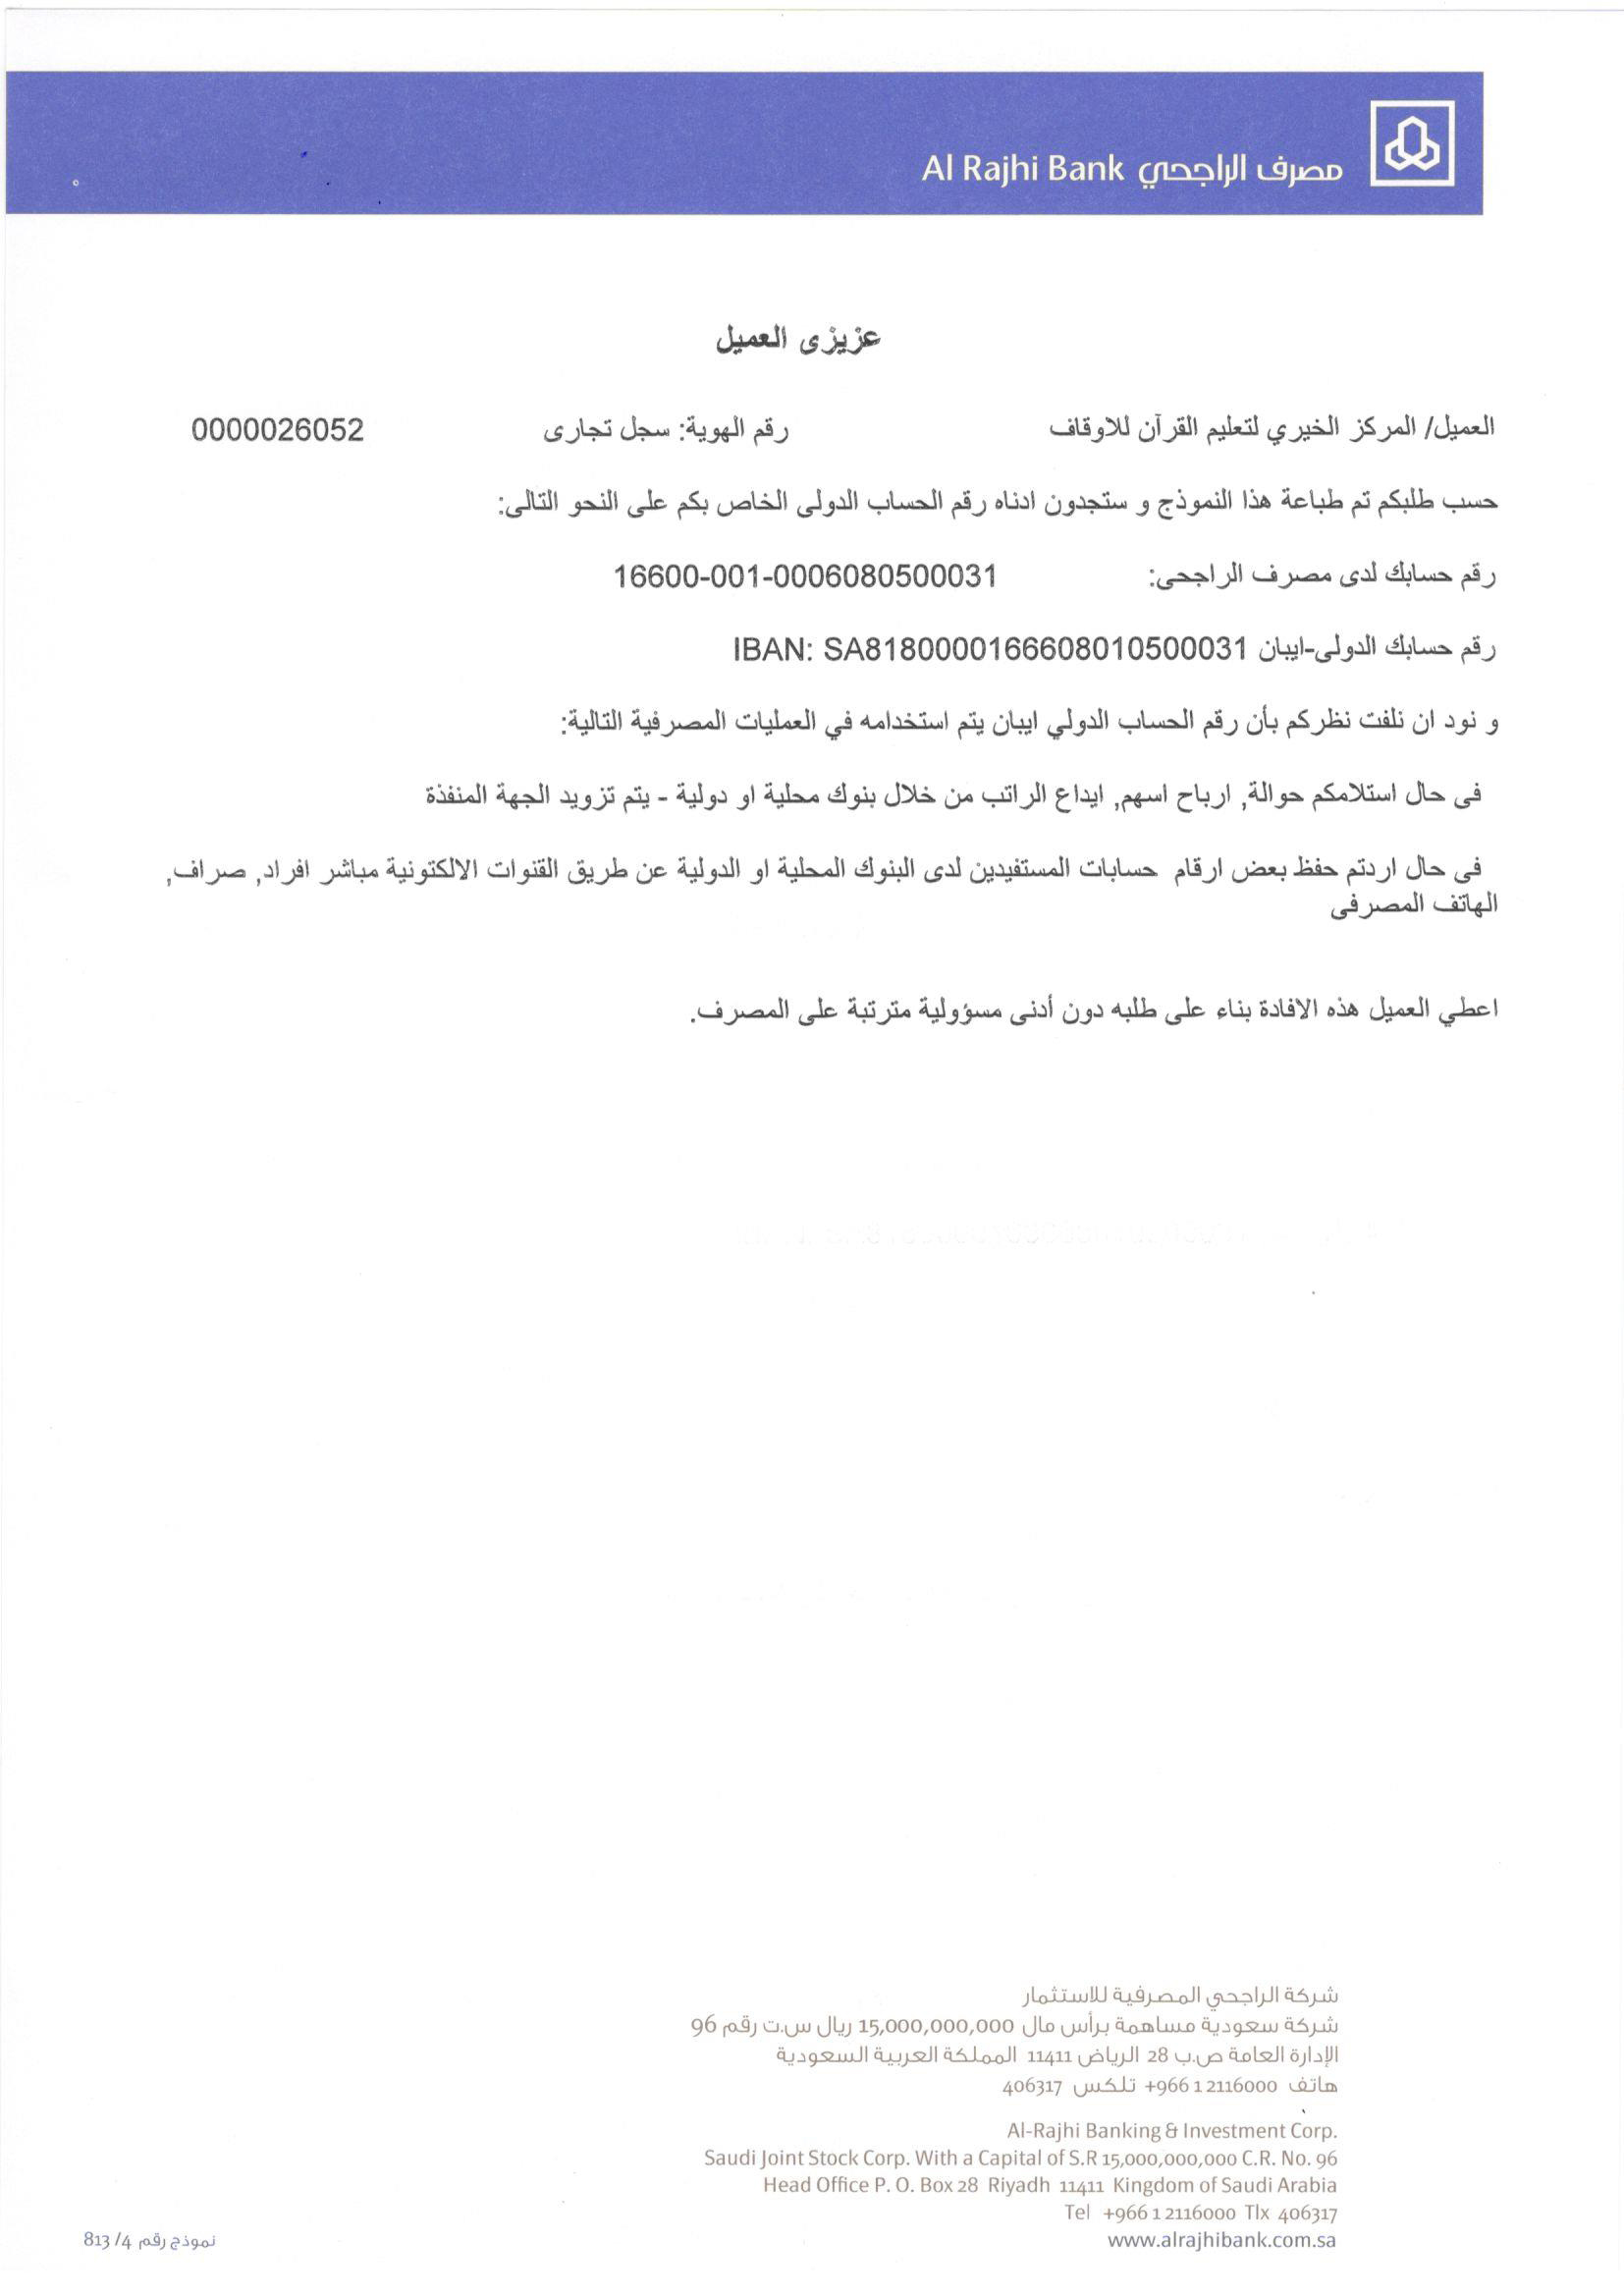 مصرف الراجحي Al Rajhi Bank
عزيزى العميل
العميل/ المركز الخيري لتعليم القرآن للاوقاف رقم الهوية: سجل تجارى 0000026052
حسب طلبكم تم طباعة هذا النموذج و ستجدون ادناه رقم الحساب الدولى الخاص بكم على النحو التالى:
رقم حسابك لدى مصرف الراجحى: 16600-001-0006080500031
رقم حسابك الدولى-ايبان IBAN: SA8180000166608010500031
و نود ان نلفت نظركم بأن رقم الحساب الدولي ايبان يتم استخدامه في العمليات المصرفية التالية:
فى حال استلامكم حوالة, ارباح اسهم, ايداع الراتب من خلال بنوك محلية او دولية - يتم تزويد الجهة المنفذة
فى حال اردتم حفظ بعض ارقام حسابات المستفيدين لدى البنوك المحلية او الدولية عن طريق القنوات الالكتونية مباشر افراد, صراف,
الهاتف المصرفى
اعطي العميل هذه الافادة بناء على طلبه دون أدنى مسؤولية مترتبة على المصرف.
شركة الراجحي المصرفية للاستثمار
شركة سعودية مساهمة برأس مال 15,000,000,000 ريال س.ت رقم 96
الإدارة العامة ص.ب 28 الرياض 11411 المملكة العربية السعودية
هاتف 2116000 1 966+ تلكس 406317
Al-Rajhi Banking & Investment Corp.
Saudi Joint Stock Corp. With a Capital of S.R 15,000,000,000 C.R. No. 96
Head Office P. O. Box 28 Riyadh 11411 Kingdom of Saudi Arabia
Tel +966 1 2116000 Tlx 406317
www.alrajhibank.com.sa
نموذج رقم 4/ 813